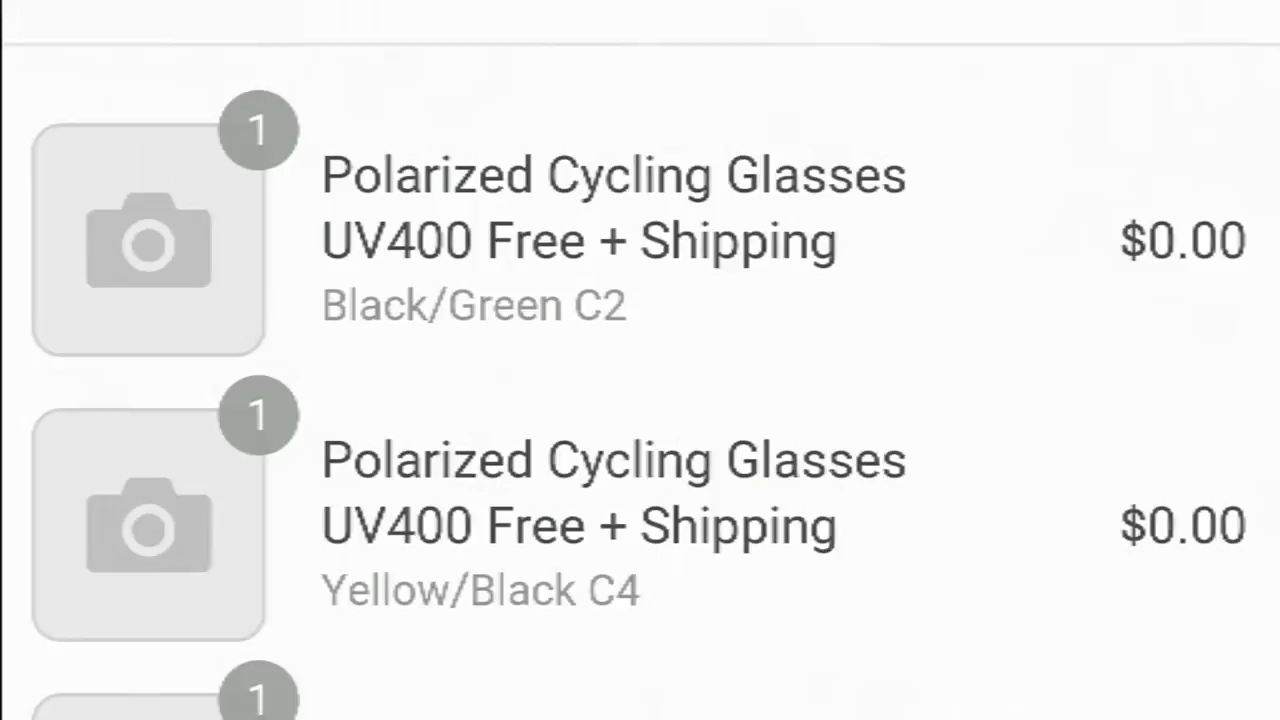 1
Polarized Cycling Glasses
UV400 Free + Shipping
$0.00
Black/Green C2
1
Polarized Cycling Glasses
UV400 Free + Shipping
$0.00
Yellow/Black C4
1